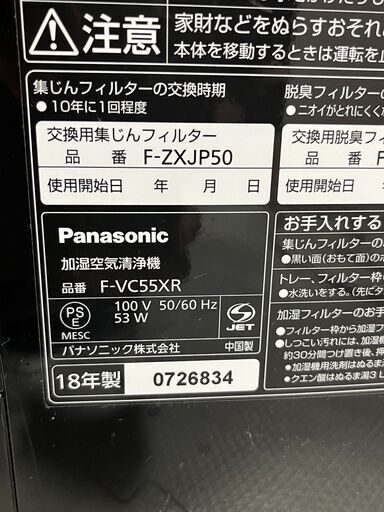 ⚠注意
家財などをぬらすおそれ
本体を移動するときは運転を
集じんフィルターの交換時期
●10年に1回程度
脱臭フィルターの
●ニオイがとれにくく
交換用集じんフィルター
品 番 F-ZXJP50
使用開始日 年 月 日
交換用脱臭フィ
品 番 F
使用開始日
Panasonic
加湿空気清浄機
品番 F-VC55XR
PS
E
MESC
100 V 50/60 Hz
53 W
S
JET
パナソニック株式会社 中国製
18年製 0726834
お手入れする
集じんフィルターの
●黒い面(おもて面)のホ
トレー、フィルター枠
●水洗いをする。(先にタ
加湿フィルターのお手
●フィルター枠から加湿フ
●しつこい汚れには、加湿
約30分間つけ置き後、押
●加湿機用洗剤はぬるま
●クエン酸はぬるま湯3 L